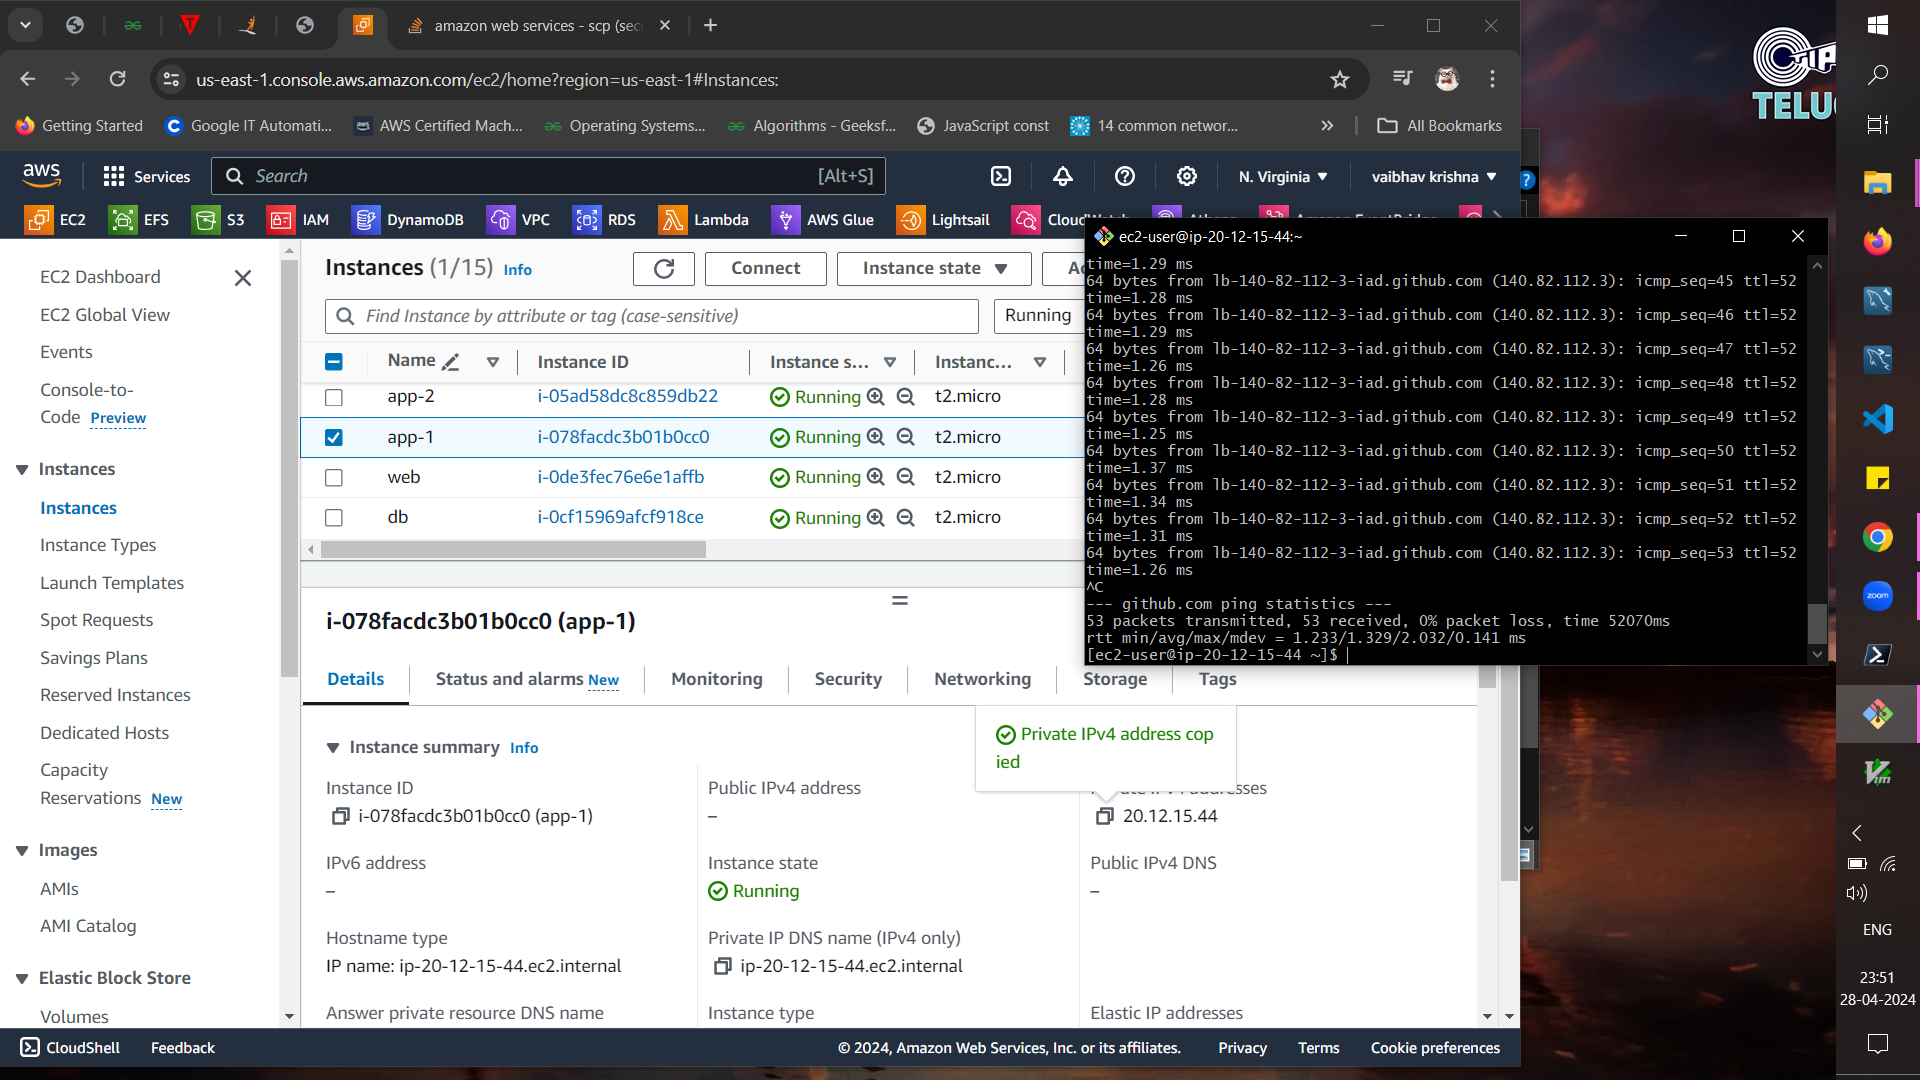 amazon web services - scp (sec
us-east-1.console.aws.amazon.com/ec2/home?region=us-east-1#Instances:
Getting Started
Google IT Automati...
AWS Certified Mach...
Operating Systems...
Algorithms - Geeksf...
JavaScript const
14 common networ...
All Bookmarks
aws
Services
Search
[Alt+S]
N. Virginia
vaibhav krishna
EC2
EFS
S3
IAM
DynamoDB
VPC
RDS
Lambda
AWS Glue
Lightsail
EC2 Dashboard
EC2 Global View
Events
Console-to-
Code Preview
Instances
Instances
Instance Types
Launch Templates
Spot Requests
Savings Plans
Reserved Instances
Dedicated Hosts
Capacity
Reservations New
Images
AMIs
AMI Catalog
Elastic Block Store
Volumes
Instances (1/15) Info
Connect
Instance state
Find Instance by attribute or tag (case-sensitive)
Running
Name
Instance ID
Instance s...
Instanc...
app-2 i-05ad58dc8c859db22 Running t2.micro
app-1 i-078facdc3b01b0cc0 Running t2.micro
web i-0de3fec76e6e1affb Running t2.micro
db i-0cf15969afcf918ce Running t2.micro
i-078facdc3b01b0cc0 (app-1)
Details
Status and alarms New
Monitoring
Security
Networking
Storage
Tags
Instance summary Info
Instance ID
i-078facdc3b01b0cc0 (app-1)
Public IPv4 address
–
Private IPv4 address cop
ied
20.12.15.44
IPv6 address
–
Instance state
Running
Public IPv4 DNS
–
Hostname type
IP name: ip-20-12-15-44.ec2.internal
Private IP DNS name (IPv4 only)
ip-20-12-15-44.ec2.internal
Answer private resource DNS name
Instance type
Elastic IP addresses
ec2-user@ip-20-12-15-44:~
time=1.29 ms
64 bytes from lb-140-82-112-3-iad.github.com (140.82.112.3): icmp_seq=45 ttl=52
time=1.28 ms
64 bytes from lb-140-82-112-3-iad.github.com (140.82.112.3): icmp_seq=46 ttl=52
time=1.29 ms
64 bytes from lb-140-82-112-3-iad.github.com (140.82.112.3): icmp_seq=47 ttl=52
time=1.26 ms
64 bytes from lb-140-82-112-3-iad.github.com (140.82.112.3): icmp_seq=48 ttl=52
time=1.28 ms
64 bytes from lb-140-82-112-3-iad.github.com (140.82.112.3): icmp_seq=49 ttl=52
time=1.25 ms
64 bytes from lb-140-82-112-3-iad.github.com (140.82.112.3): icmp_seq=50 ttl=52
time=1.37 ms
64 bytes from lb-140-82-112-3-iad.github.com (140.82.112.3): icmp_seq=51 ttl=52
time=1.34 ms
64 bytes from lb-140-82-112-3-iad.github.com (140.82.112.3): icmp_seq=52 ttl=52
time=1.31 ms
64 bytes from lb-140-82-112-3-iad.github.com (140.82.112.3): icmp_seq=53 ttl=52
time=1.26 ms
^C
--- github.com ping statistics ---
53 packets transmitted, 53 received, 0% packet loss, time 52070ms
rtt min/avg/max/mdev = 1.233/1.329/2.032/0.141 ms
[ec2-user@ip-20-12-15-44 ~]$
CloudShell
Feedback
© 2024, Amazon Web Services, Inc. or its affiliates.
Privacy
Terms
Cookie preferences
zoom
ENG
23:51
28-04-2024